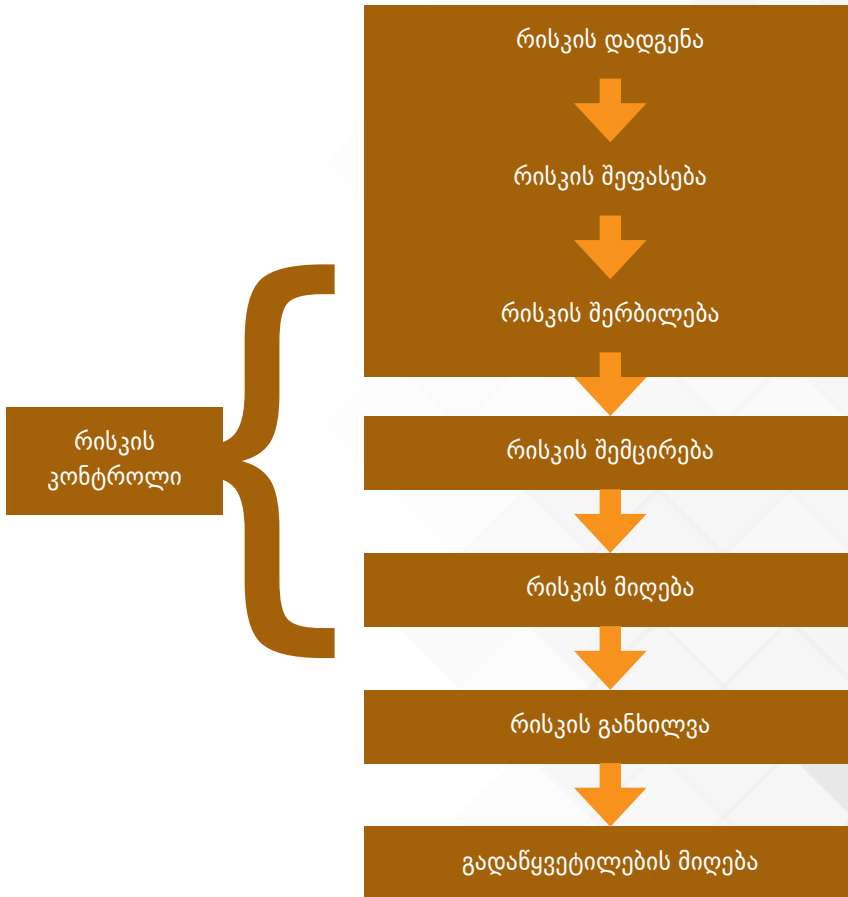 რისკის დადგენა
რისკის შეფასება
რისკის შერბილება
რისკის
კონტროლი
რისკის შემცირება
რისკის მიღება
რისკის განხილვა
გადაწყვეტილების მიღება